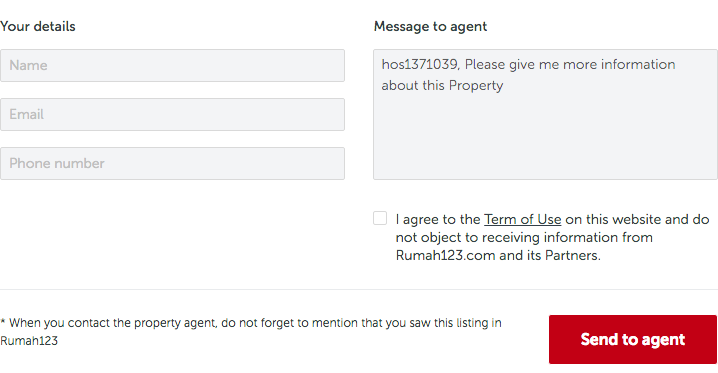 Your details
Name
Email
Phone number
Message to agent
hos1371039, Please give me more information
about this Property
I agree to the Term of Use on this website and do
not object to receiving information from
Rumah123.com and its Partners.
* When you contact the property agent, do not forget to mention that you saw this listing in
Rumah123
Send to agent